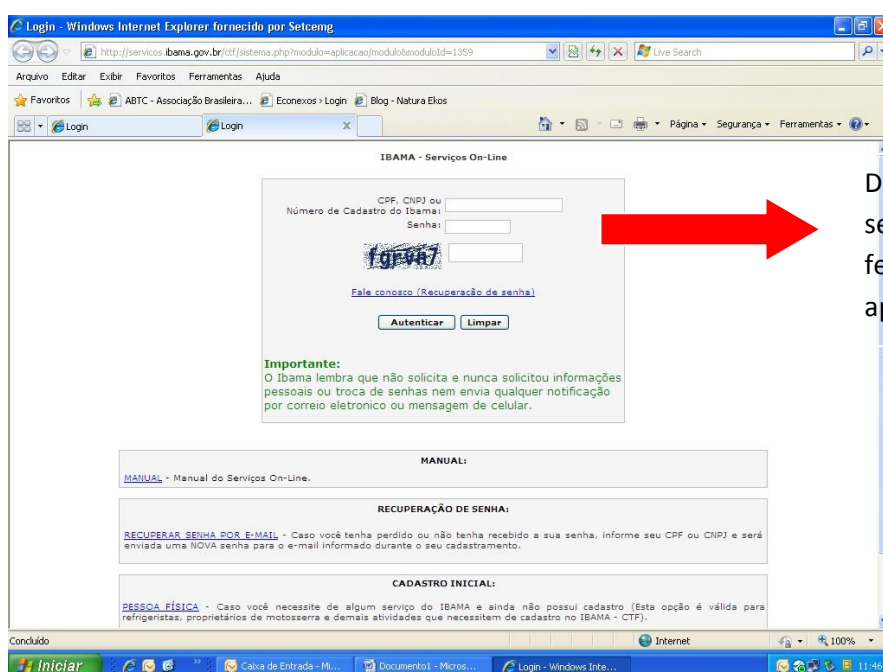 Login - Windows Internet Explorer fornecido por Setcemg
http://servicos.ibama.gov.br/ctf/sistema.php?modulo=aplicacao/modulo&moduloId=1359
Live Search
Arquivo Editar Exibir Favoritos Ferramentas Ajuda
Favoritos ABTC - Associação Brasileira... Econexos › Login Blog - Natura Ekos
Login Login X Página Segurança Ferramentas
IBAMA - Serviços On-Line
CPF, CNPJ ou
Número de Cadastro do Ibama:
Senha:
Fale conosco (Recuperacão de senha)
Autenticar Limpar
Importante:
O Ibama lembra que não solicita e nunca solicitou informações
pessoais ou troca de senhas nem envia qualquer notificação
por correio eletronico ou mensagem de celular.
MANUAL:
MANUAL - Manual do Serviços On-Line.
RECUPERAÇÃO DE SENHA:
RECUPERAR SENHA POR E-MAIL - Caso você tenha perdido ou não tenha recebido a sua senha, informe seu CPF ou CNPJ e será
enviada uma NOVA senha para o e-mail informado durante o seu cadastramento.
CADASTRO INICIAL:
PESSOA FÍSICA - Caso você necessite de algum serviço do IBAMA e ainda não possui cadastro (Esta opção é válida para
refrigeristas, proprietários de motosserra e demais atividades que necessitem de cadastro no IBAMA - CTF).
Concluído Internet 100%
Iniciar Caixa de Entrada - Mi... Documento1 - Micros... Login - Windows Inte... 11:46